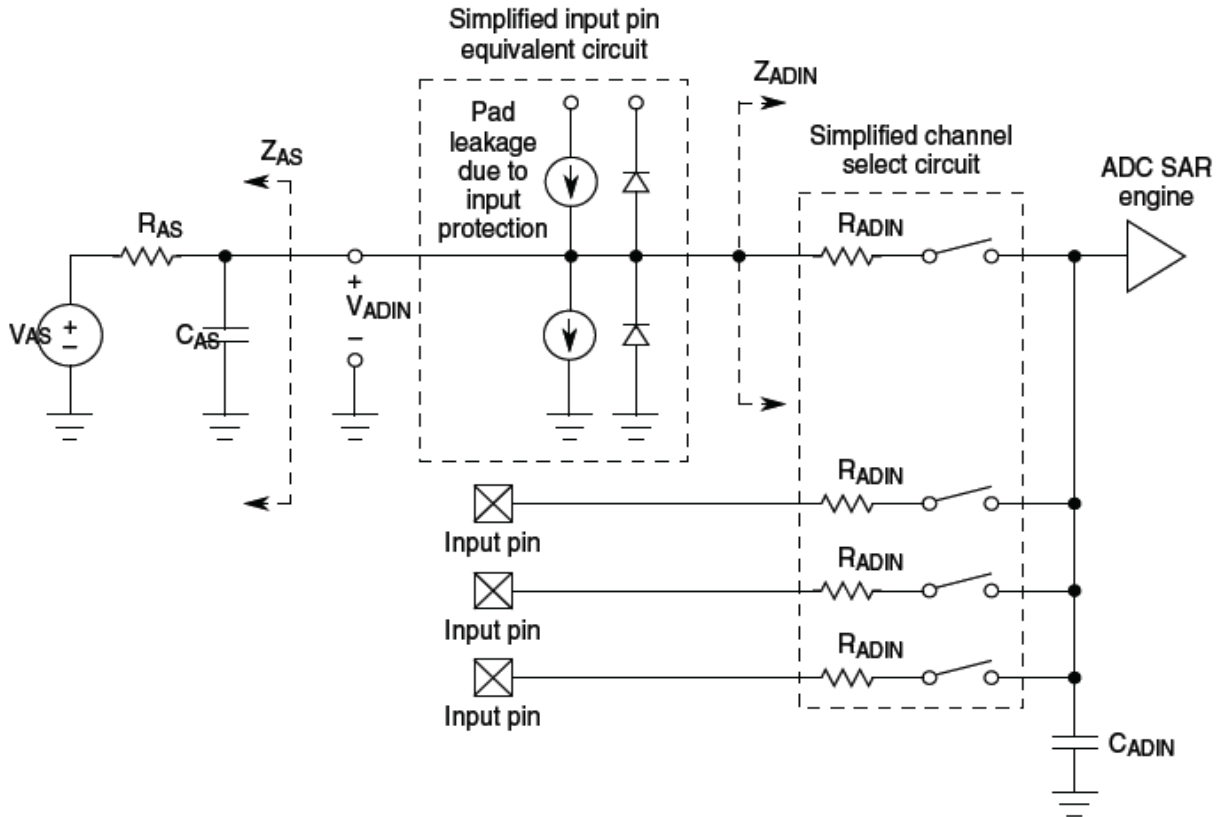 Simplified input pin
equivalent circuit
ZADIN
Pad
leakage
due to
input
protection
Simplified channel
select circuit
ZAS
ADC SAR
engine
RAS
RADIN
+
VADIN
−
VAS
+
−
CAS
RADIN
Input pin
RADIN
Input pin
RADIN
Input pin
CADIN